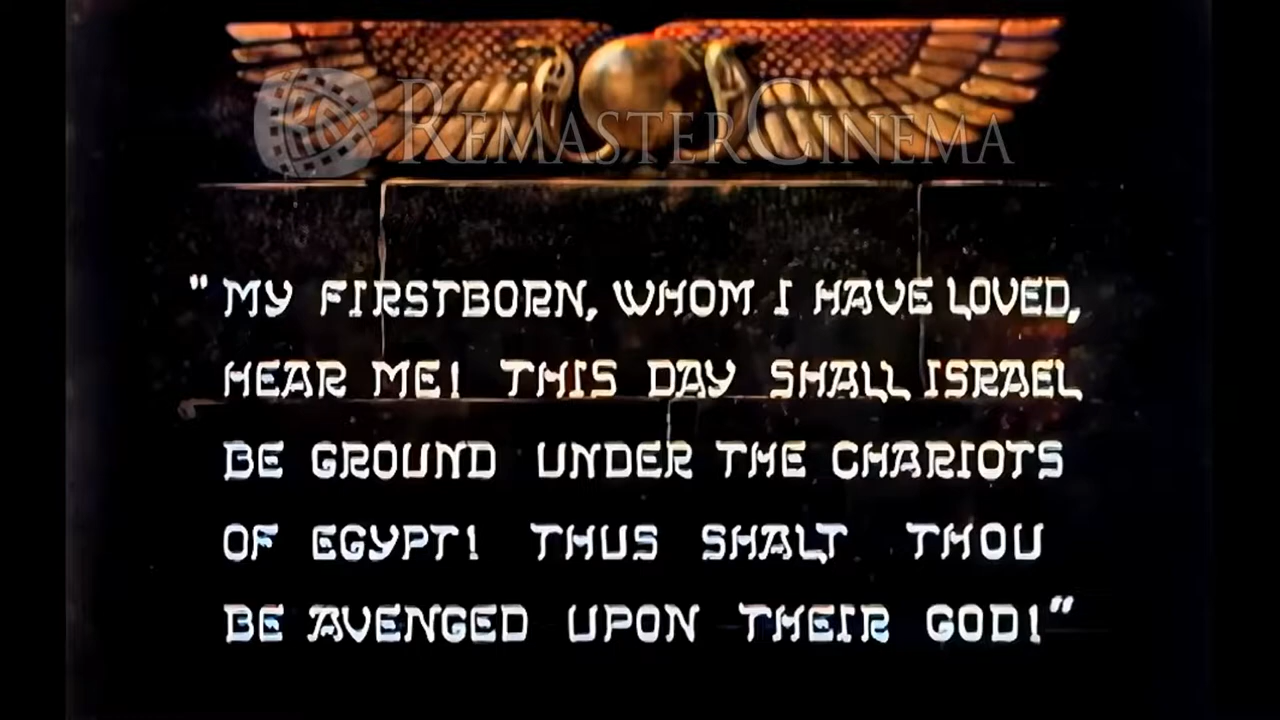 REMASTERCINEMA
"MY FIRSTBORN, WHOM I HAVE LOVED,
HEAR ME! THIS DAY SHALL ISRAEL
BE GROUND UNDER THE CHARIOTS
OF EGYPT! THUS SHALT THOU
BE AVENGED UPON THEIR GOD!"